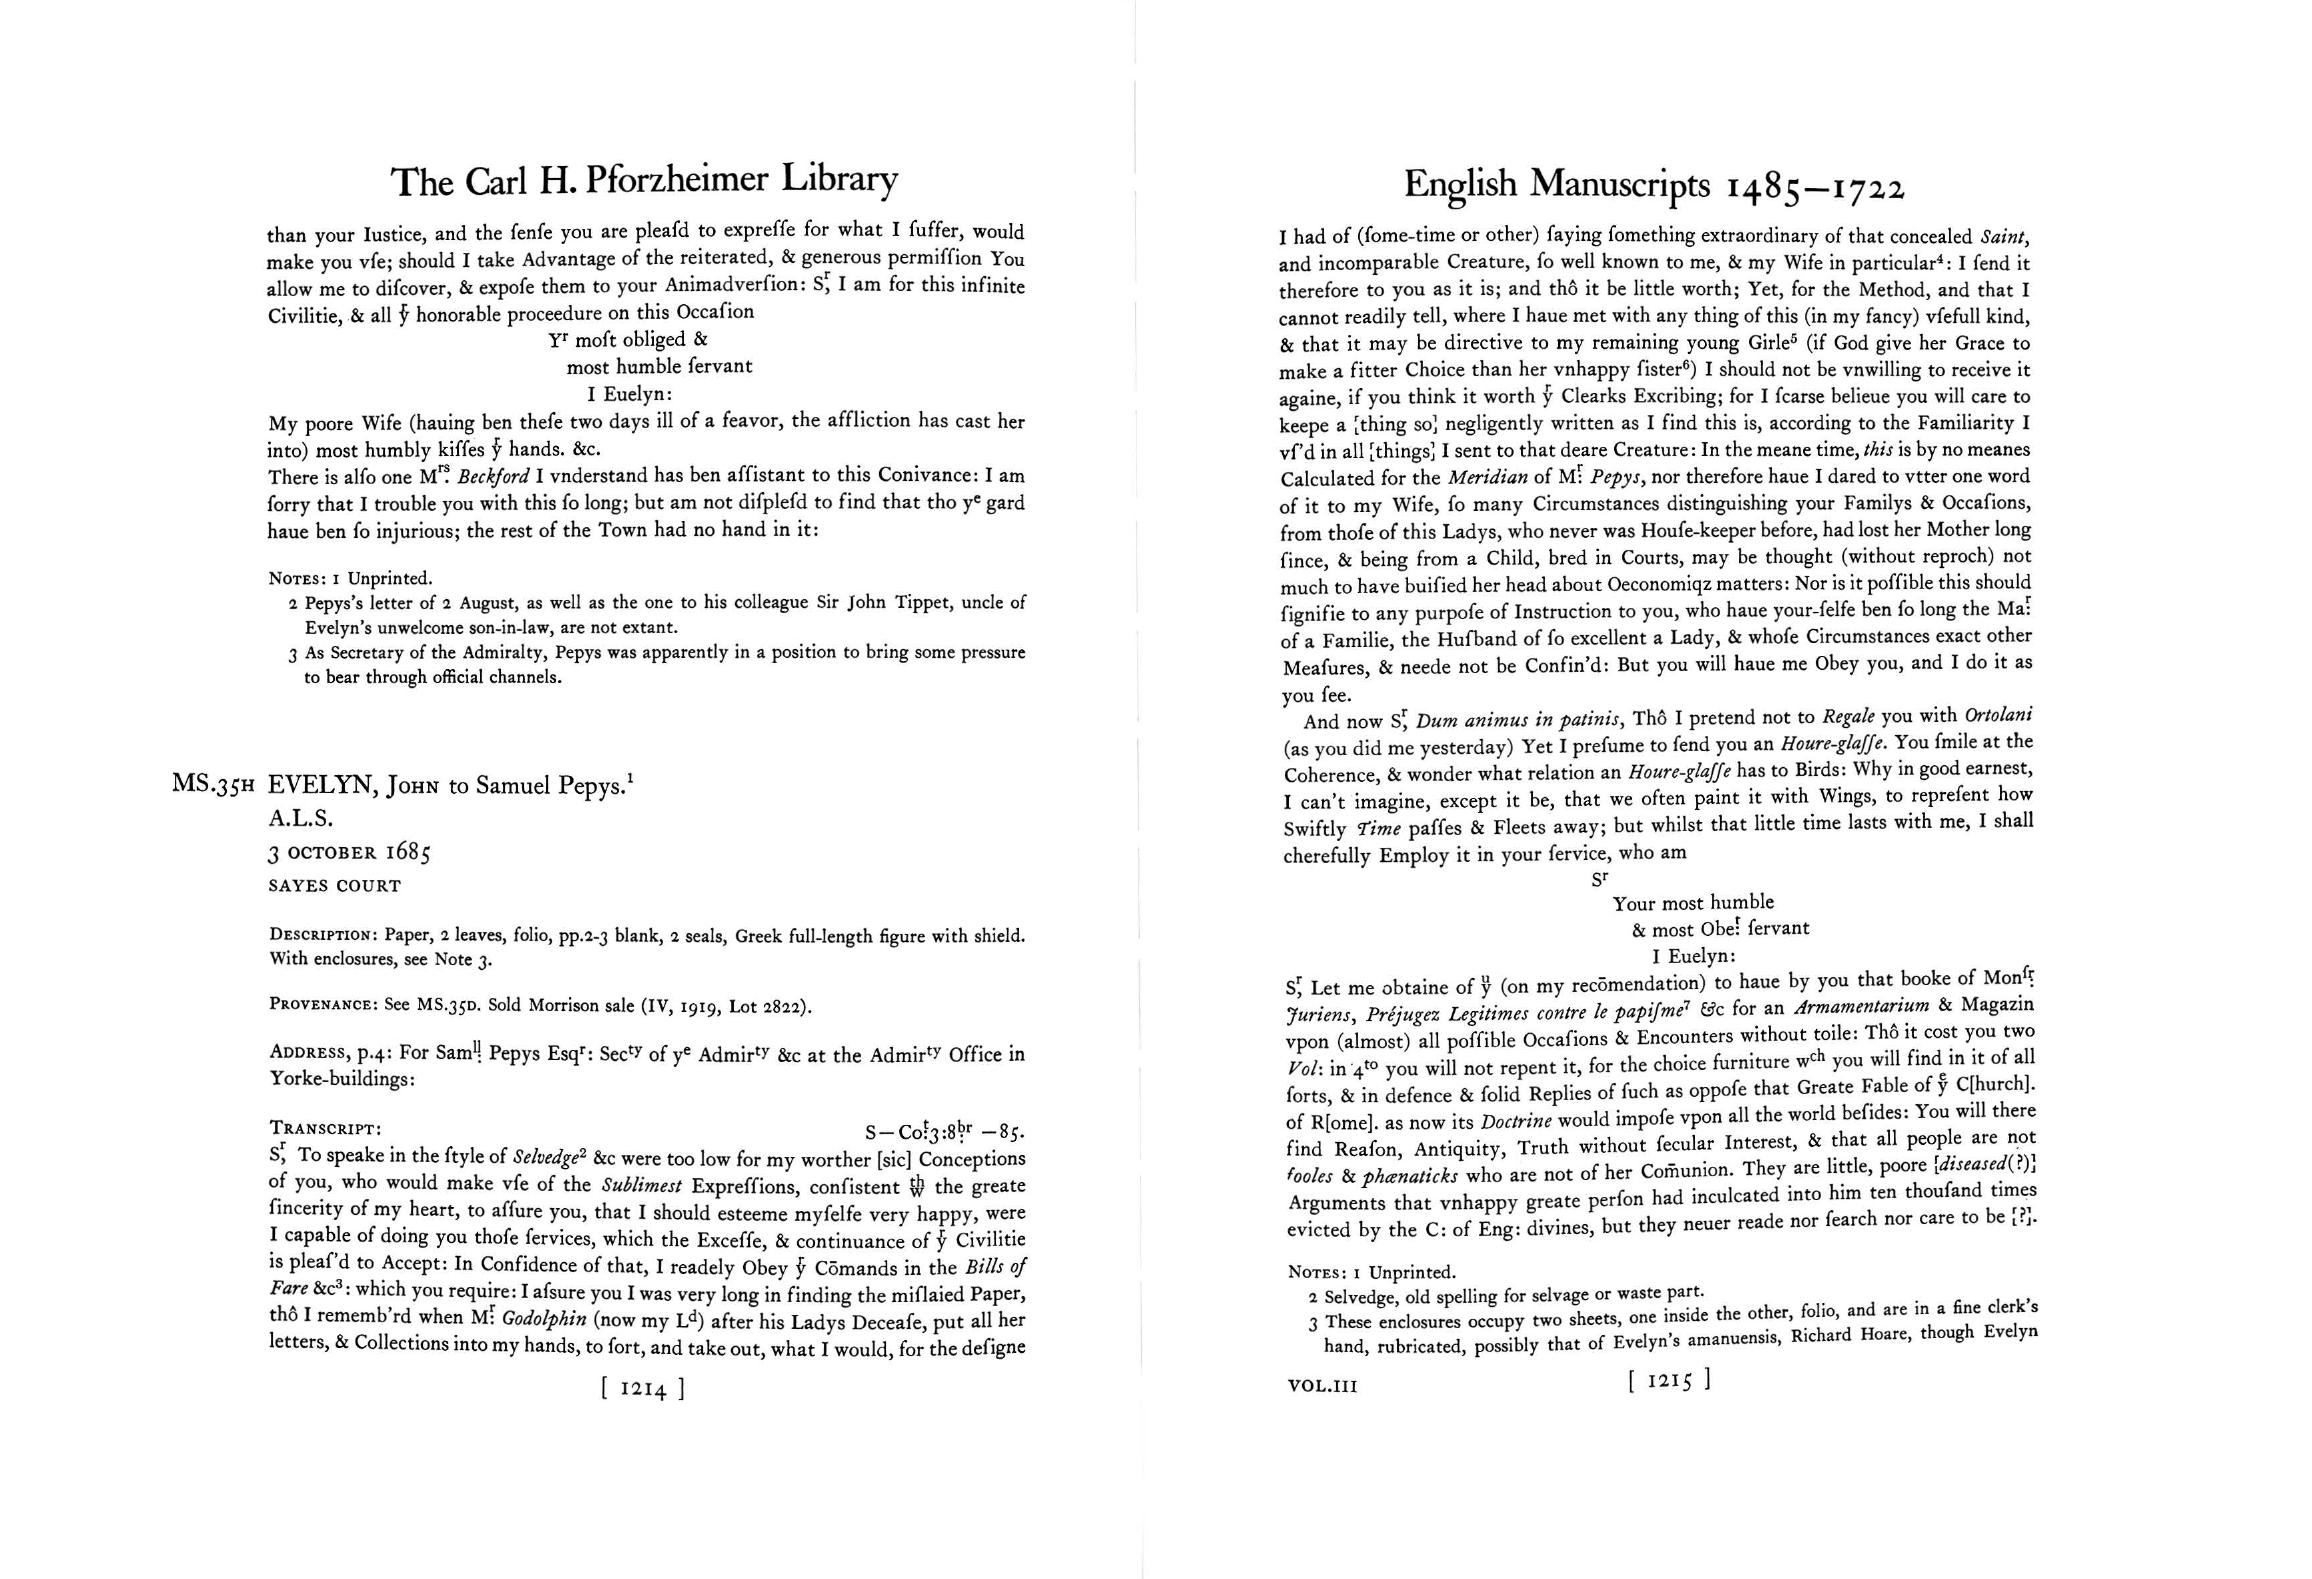 The Carl H. Pforzheimer Library
than your Iustice, and the ſenſe you are pleaſd to expreſſe for what I ſuffer, would
make you vſe; should I take Advantage of the reiterated, & generous permiſſion You
allow me to diſcover, & expoſe them to your Animadverſion: Sʳ, I am for this infinite
Civilitie, & all yʳ honorable proceedure on this Occaſion
Yʳ moſt obliged &
most humble ſervant
I Euelyn:
My poore Wife (hauing ben theſe two days ill of a feavor, the affliction has cast her
into) most humbly kiſſes yʳ hands. &c.
There is alſo one Mʳˢ. Beckford I vnderstand has ben aſſistant to this Conivance: I am
ſorry that I trouble you with this ſo long; but am not diſpleſd to find that tho yᵉ gard
haue ben ſo injurious; the rest of the Town had no hand in it:
NOTES: 1 Unprinted.
2 Pepys's letter of 2 August, as well as the one to his colleague Sir John Tippet, uncle of
Evelyn's unwelcome son-in-law, are not extant.
3 As Secretary of the Admiralty, Pepys was apparently in a position to bring some pressure
to bear through official channels.
MS.35H EVELYN, JOHN to Samuel Pepys.¹
A.L.S.
3 OCTOBER 1685
SAYES COURT
DESCRIPTION: Paper, 2 leaves, folio, pp.2-3 blank, 2 seals, Greek full-length figure with shield.
With enclosures, see Note 3.
PROVENANCE: See MS.35D. Sold Morrison sale (IV, 1919, Lot 2822).
ADDRESS, p.4: For Samˡˡ. Pepys Esqʳ: Secᵗʸ of yᵉ Admirᵗʸ &c at the Admirᵗʸ Office in
Yorke-buildings:
TRANSCRIPT: S—Coᵗ:3:8bʳ —85.
Sʳ, To speake in the ſtyle of Selvedge² &c were too low for my worther [sic] Conceptions
of you, who would make vſe of the Sublimest Expreſſions, conſistent wᵗʰ the greate
ſincerity of my heart, to aſſure you, that I should esteeme myſelfe very happy, were
I capable of doing you thoſe ſervices, which the Exceſſe, & continuance of yʳ Civilitie
is pleaſ'd to Accept: In Confidence of that, I readely Obey yʳ Cōmands in the Bills of
Fare &c³: which you require: I aſsure you I was very long in finding the miſlaied Paper,
thô I rememb'rd when Mʳ: Godolphin (now my Lᵈ) after his Ladys Deceaſe, put all her
letters, & Collections into my hands, to ſort, and take out, what I would, for the deſigne
[ 1214 ]
English Manuscripts 1485—1722
I had of (ſome-time or other) ſaying ſomething extraordinary of that concealed Saint,
and incomparable Creature, ſo well known to me, & my Wife in particular⁴: I ſend it
therefore to you as it is; and thô it be little worth; Yet, for the Method, and that I
cannot readily tell, where I haue met with any thing of this (in my fancy) vſefull kind,
& that it may be directive to my remaining young Girle⁵ (if God give her Grace to
make a fitter Choice than her vnhappy ſister⁶) I should not be vnwilling to receive it
againe, if you think it worth yʳ Clearks Excribing; for I ſcarse belieue you will care to
keepe a [thing so] negligently written as I find this is, according to the Familiarity I
vſ'd in all [things] I sent to that deare Creature: In the meane time, this is by no meanes
Calculated for the Meridian of Mʳ: Pepys, nor therefore haue I dared to vtter one word
of it to my Wife, ſo many Circumstances distinguishing your Familys & Occaſions,
from thoſe of this Ladys, who never was Houſe-keeper before, had lost her Mother long
ſince, & being from a Child, bred in Courts, may be thought (without reproch) not
much to have buiſied her head about Oeconomiqz matters: Nor is it poſſible this should
ſignifie to any purpoſe of Instruction to you, who haue your-ſelfe ben ſo long the Maʳ:
of a Familie, the Huſband of ſo excellent a Lady, & whoſe Circumstances exact other
Meaſures, & neede not be Confin'd: But you will haue me Obey you, and I do it as
you ſee.
And now Sʳ, Dum animus in patinis, Thô I pretend not to Regale you with Ortolani
(as you did me yesterday) Yet I preſume to ſend you an Houre-glaſſe. You ſmile at the
Coherence, & wonder what relation an Houre-glaſſe has to Birds: Why in good earnest,
I can't imagine, except it be, that we often paint it with Wings, to repreſent how
Swiftly Time paſſes & Fleets away; but whilst that little time lasts with me, I shall
cherefully Employ it in your ſervice, who am
Sʳ
Your most humble
& most Obeᵗ: ſervant
I Euelyn:
Sʳ, Let me obtaine of yᵘ (on my recōmendation) to haue by you that booke of Monſʳ:
Juriens, Préjugez Legitimes contre le papiſme⁷ &c for an Armamentarium & Magazin
vpon (almost) all poſſible Occaſions & Encounters without toile: Thô it cost you two
Vol: in 4ᵗᵒ you will not repent it, for the choice furniture wᶜʰ you will find in it of all
ſorts, & in defence & ſolid Replies of ſuch as oppoſe that Greate Fable of yᵉ C[hurch].
of R[ome]. as now its Doctrine would impoſe vpon all the world beſides: You will there
find Reaſon, Antiquity, Truth without ſecular Interest, & that all people are not
fooles & phænaticks who are not of her Com̄union. They are little, poore [diseased(?)]
Arguments that vnhappy greate perſon had inculcated into him ten thouſand times
evicted by the C: of Eng: divines, but they neuer reade nor ſearch nor care to be [?].
NOTES: 1 Unprinted.
2 Selvedge, old spelling for selvage or waste part.
3 These enclosures occupy two sheets, one inside the other, folio, and are in a fine clerk's
hand, rubricated, possibly that of Evelyn's amanuensis, Richard Hoare, though Evelyn
VOL.III [ 1215 ]